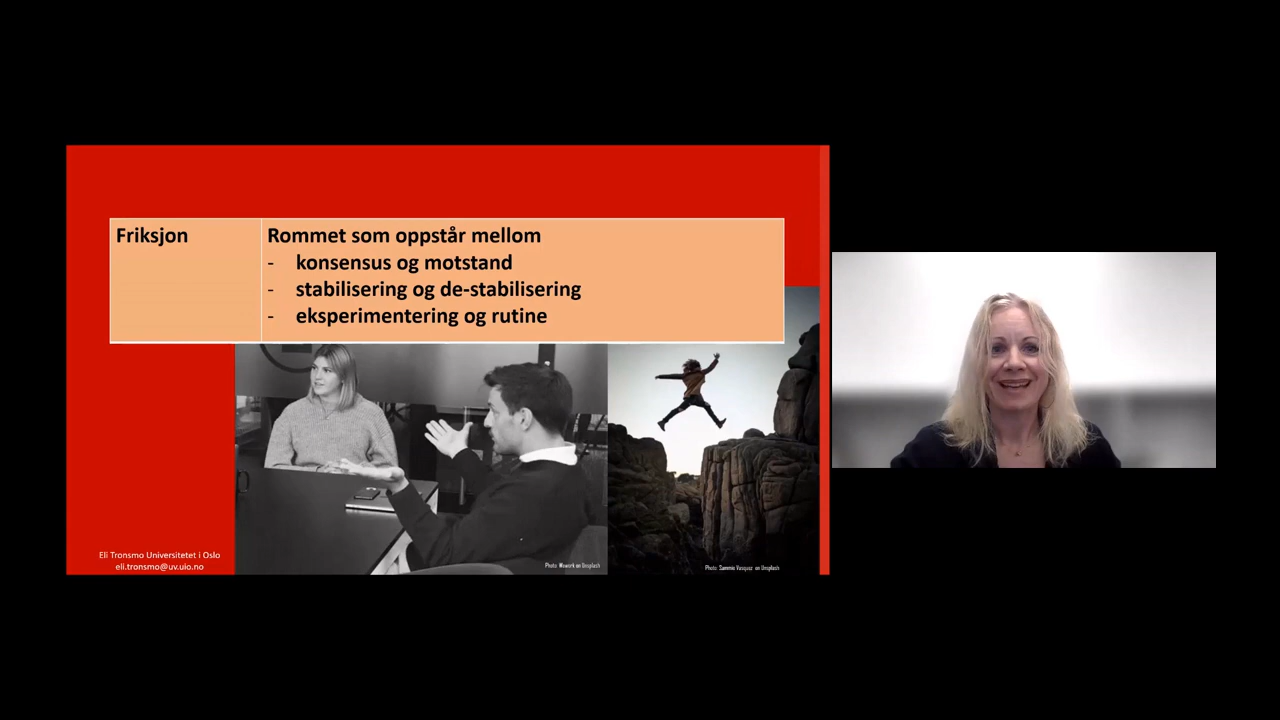 Friksjon
Rommet som oppstår mellom
- konsensus og motstand
- stabilisering og de-stabilisering
- eksperimentering og rutine
Photo: Wework on Unsplash
Photo: Sammie Vasquez on Unsplash
Eli Tronsmo Universitetet i Oslo
eli.tronsmo@uv.uio.no